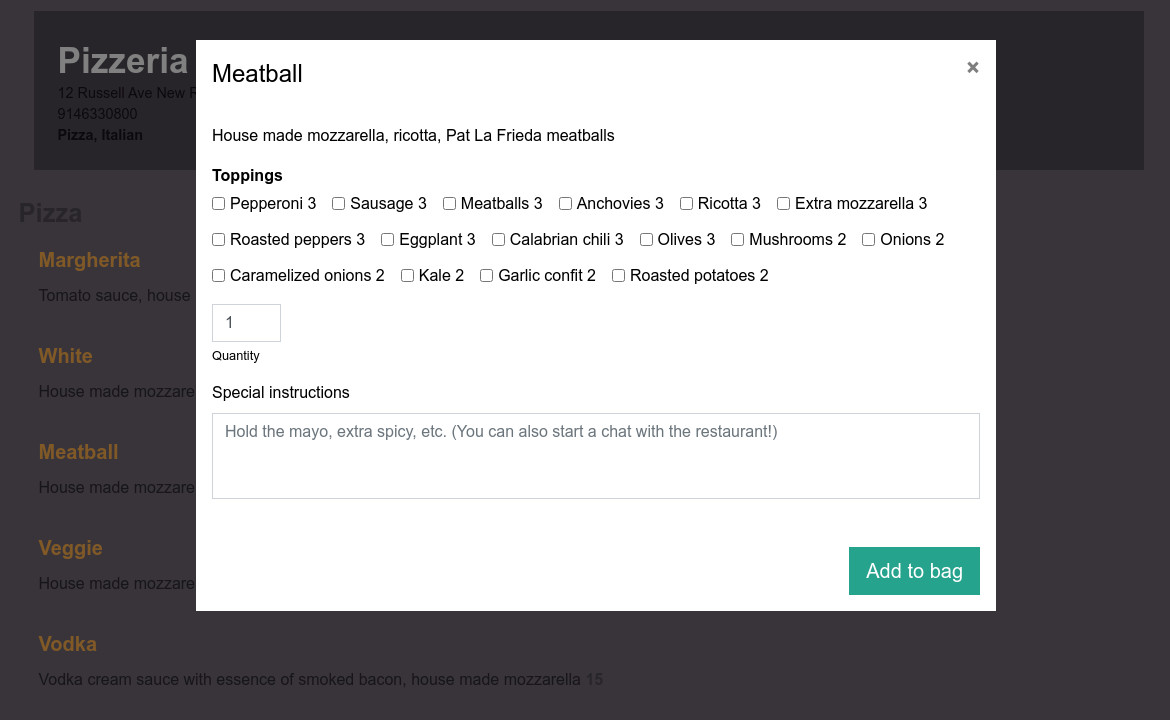 Pizzeria
12 Russell Ave New
9146330800
Pizza, Italian
Meatball
×
House made mozzarella, ricotta, Pat La Frieda meatballs
Toppings
Pepperoni 3 Sausage 3 Meatballs 3 Anchovies 3 Ricotta 3 Extra mozzarella 3
Roasted peppers 3 Eggplant 3 Calabrian chili 3 Olives 3 Mushrooms 2 Onions 2
Caramelized onions 2 Kale 2 Garlic confit 2 Roasted potatoes 2
1
Quantity
Special instructions
Hold the mayo, extra spicy, etc. (You can also start a chat with the restaurant!)
Add to bag
Pizza
Margherita
Tomato sauce, house
White
House made
Meatball
House made
Veggie
House made
Vodka
Vodka cream sauce with essence of smoked bacon, house made mozzarella 15